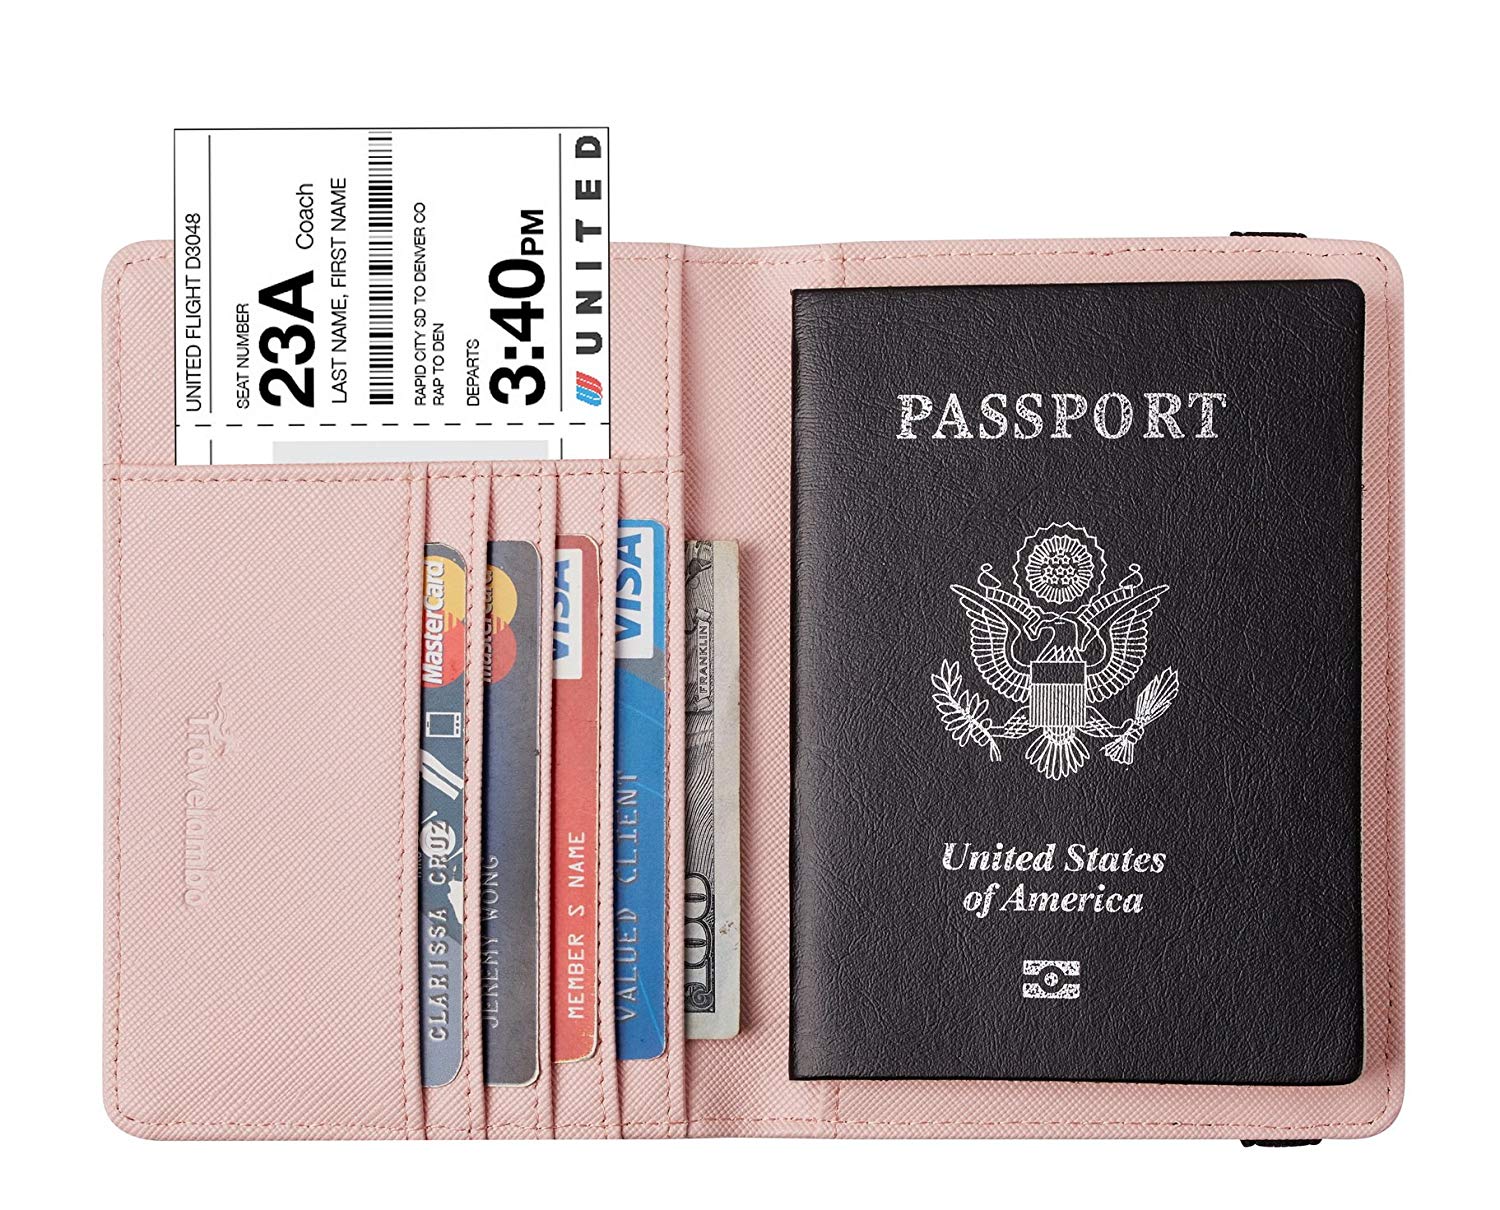 UNITED FLIGHT D3048
SEAT NUMBER
23A Coach
LAST NAME, FIRST NAME
RAPID CITY SD TO DENVER CO
RAP TO DEN
DEPARTS
3:40PM
UNITED
Travelambo
MasterCard
CLARISSA CRUZ
MasterCard
JEREMY WONG
VISA
MEMBER S NAME
VISA
VALUED CLIENT
FRANKLIN
100
PASSPORT
United States
of America